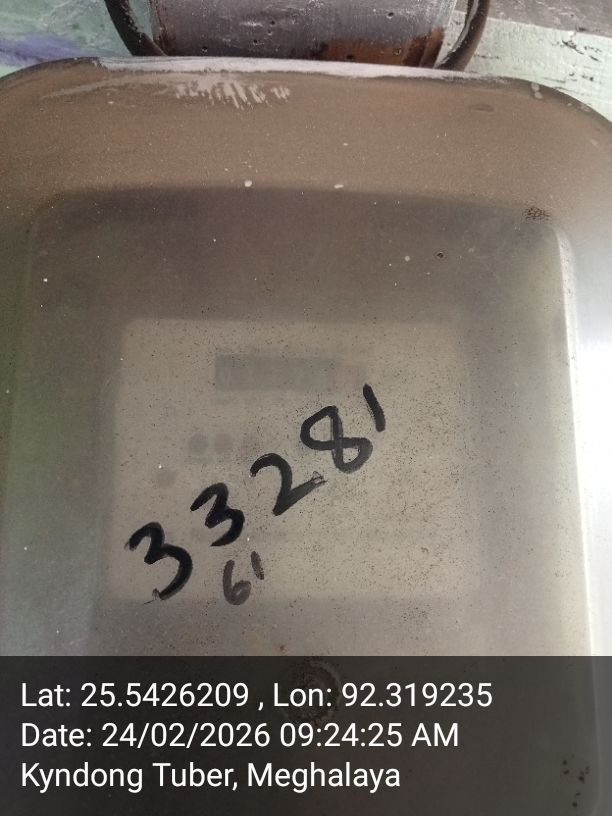 33281
61
Lat: 25.5426209 , Lon: 92.319235
Date: 24/02/2026 09:24:25 AM
Kyndong Tuber, Meghalaya